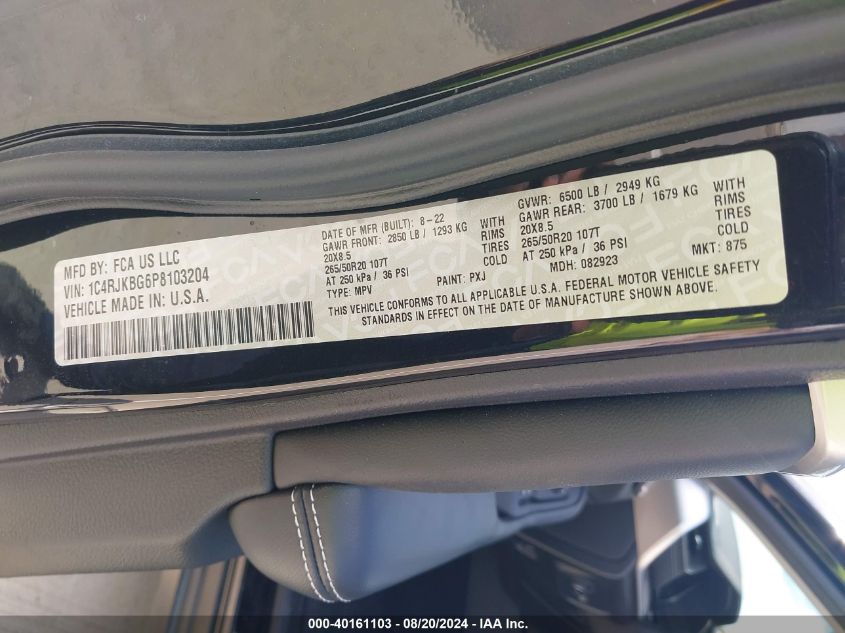 MFD BY: FCA US LLC
VIN: 1C4RJKBG6P8103204
VEHICLE MADE IN U.S.A.
DATE OF MFR (BUILT): 8-22
GAWR FRONT: 2850 LB / 1293 KG WITH
20X8.5 RIMS
265/50R20 107T TIRES
AT 250 kPa / 36 PSI COLD
TYPE: MPV PAINT: PXJ
GVWR: 6500 LB / 2949 KG
GAWR REAR: 3700 LB / 1679 KG WITH
20X8.5 RIMS
265/50R20 107T TIRES
AT 250 kPa / 36 PSI COLD
MDH: 082923 MKT: 875
THIS VEHICLE CONFORMS TO ALL APPLICABLE U.S.A. FEDERAL MOTOR VEHICLE SAFETY
STANDARDS IN EFFECT ON THE DATE OF MANUFACTURE SHOWN ABOVE.
000-40161103 - 08/20/2024 - IAA Inc.